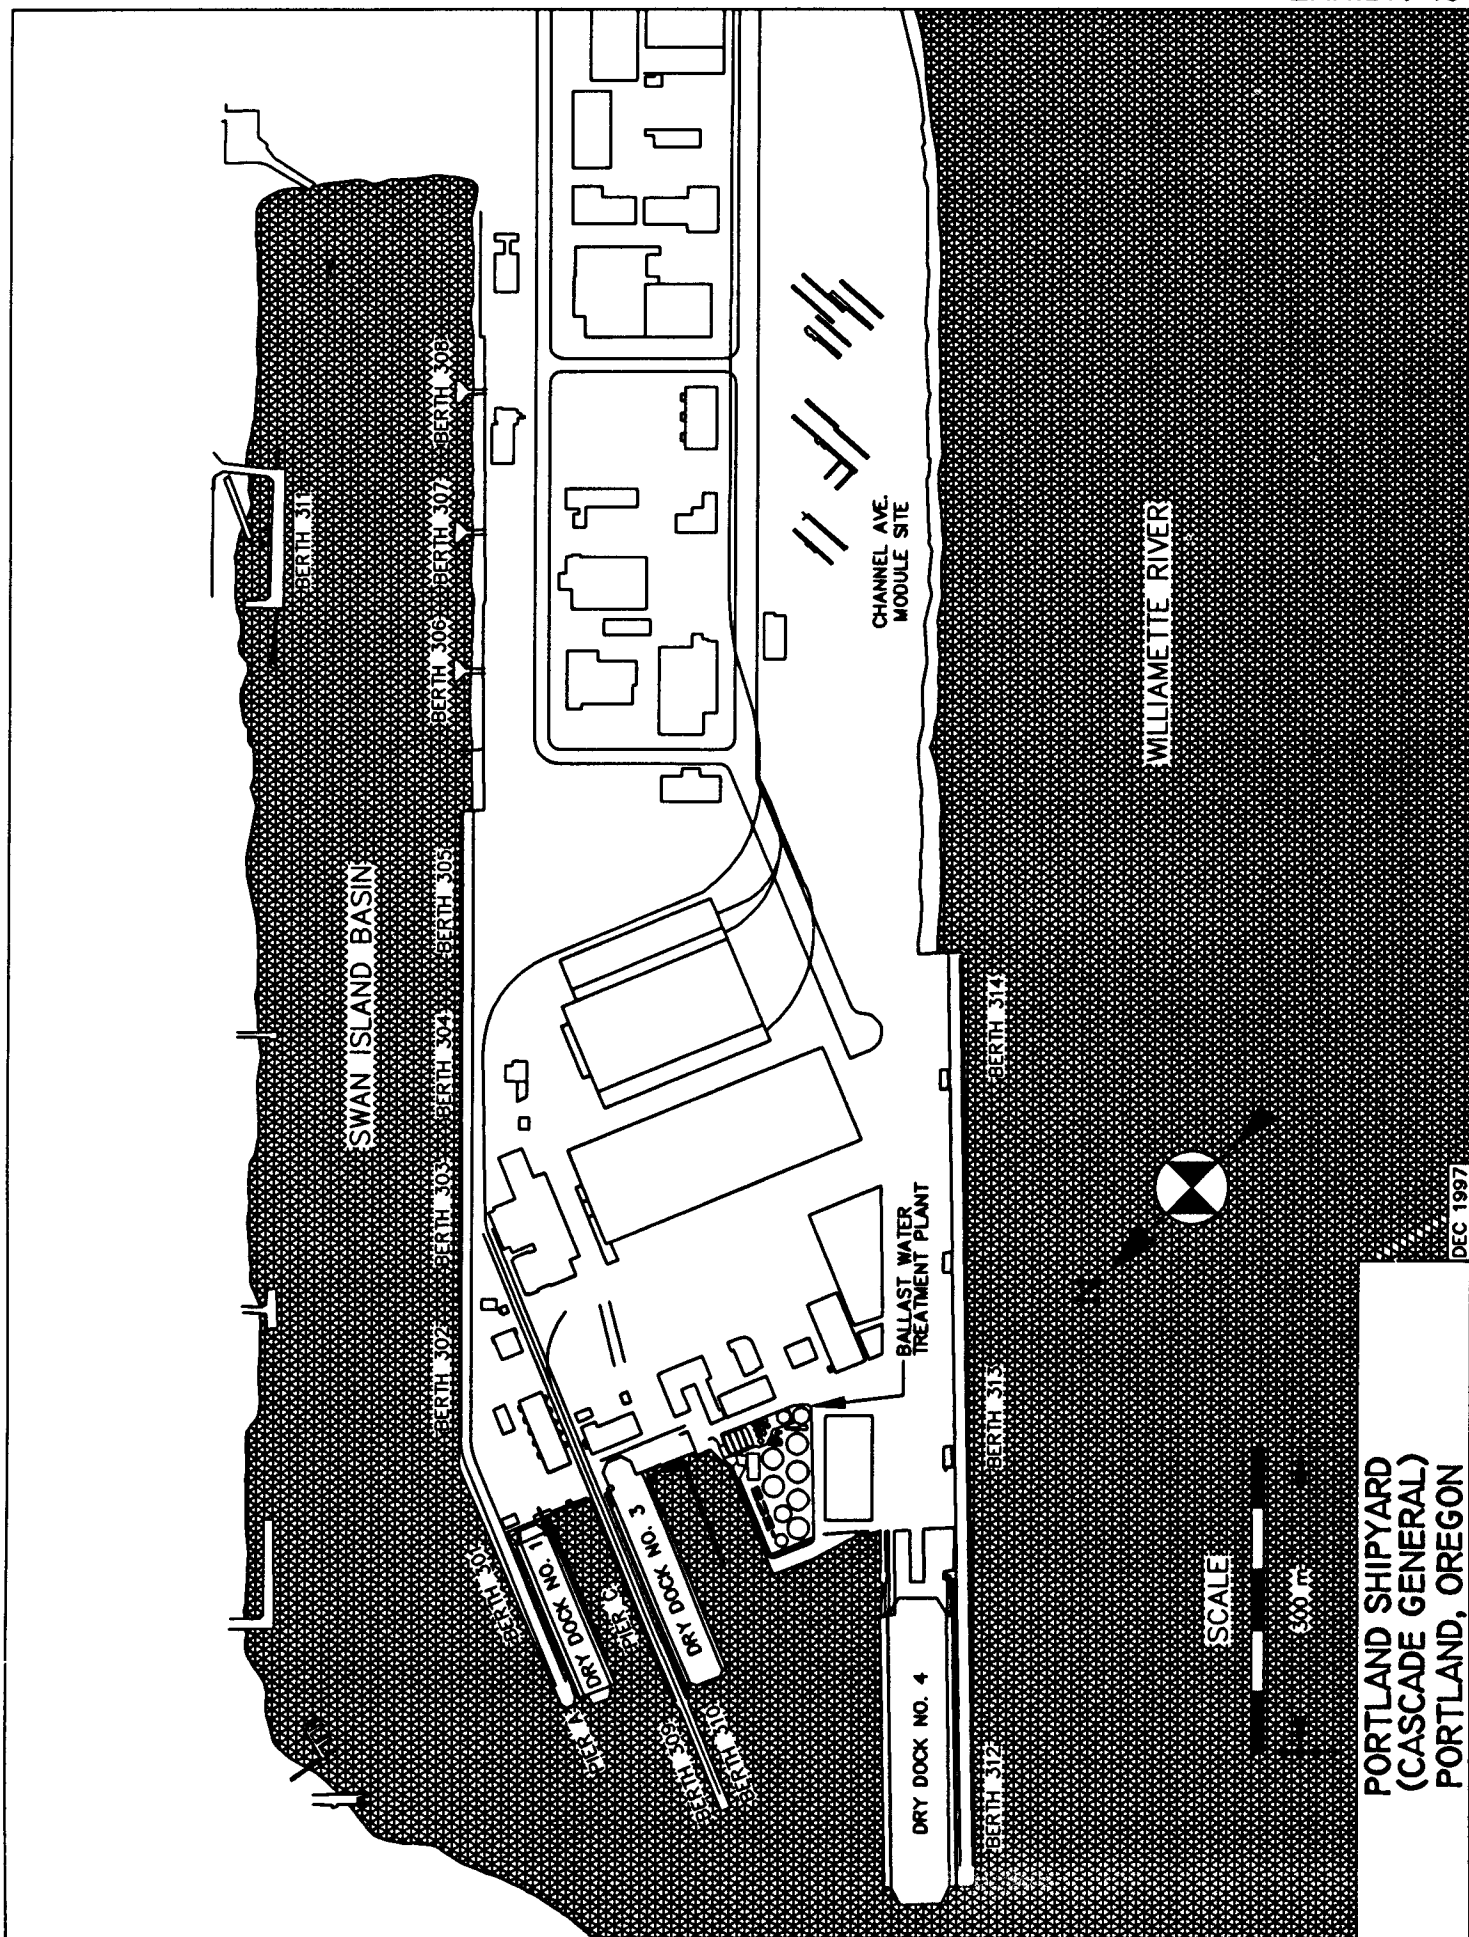 SWAN ISLAND BASIN
BERTH 311
BERTH 308
BERTH 307
BERTH 306
BERTH 305
BERTH 304
BERTH 303
BERTH 302
BERTH 301
PIER A
DRY DOCK NO. 1
PIER C
BERTH 309
BERTH 310
DRY DOCK NO. 3
DRY DOCK NO. 4
BERTH 312
BERTH 313
BERTH 314
BALLAST WATER
TREATMENT PLANT
CHANNEL AVE.
MODULE SITE
WILLIAMETTE RIVER
SCALE
300 m
DEC 1997
PORTLAND SHIPYARD
(CASCADE GENERAL)
PORTLAND, OREGON